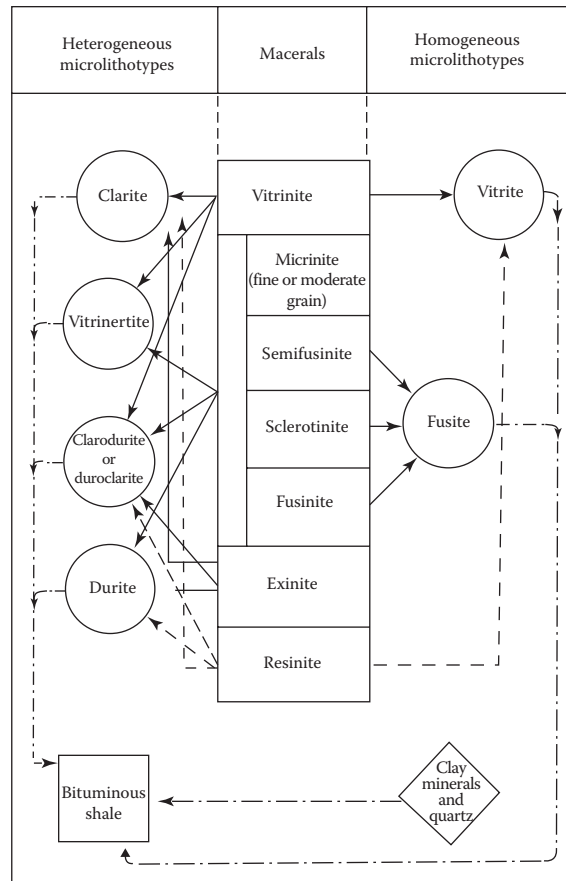 Heterogeneous
microlithotypes
Macerals
Homogeneous
microlithotypes
Clarite
Vitrinite
Vitrite
Micrinite
(fine or moderate
grain)
Vitrinertite
Semifusinite
Sclerotinite
Fusite
Clarodurite
or
duroclarite
Fusinite
Durite
Exinite
Resinite
Bituminous
shale
Clay
minerals
and
quartz